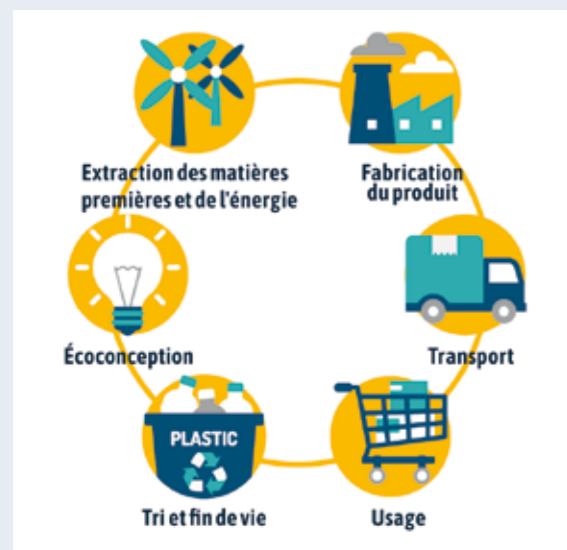 Extraction des matières
premières et de l'énergie
Fabrication
du produit
Transport
Usage
PLASTIC
Tri et fin de vie
Écoconception